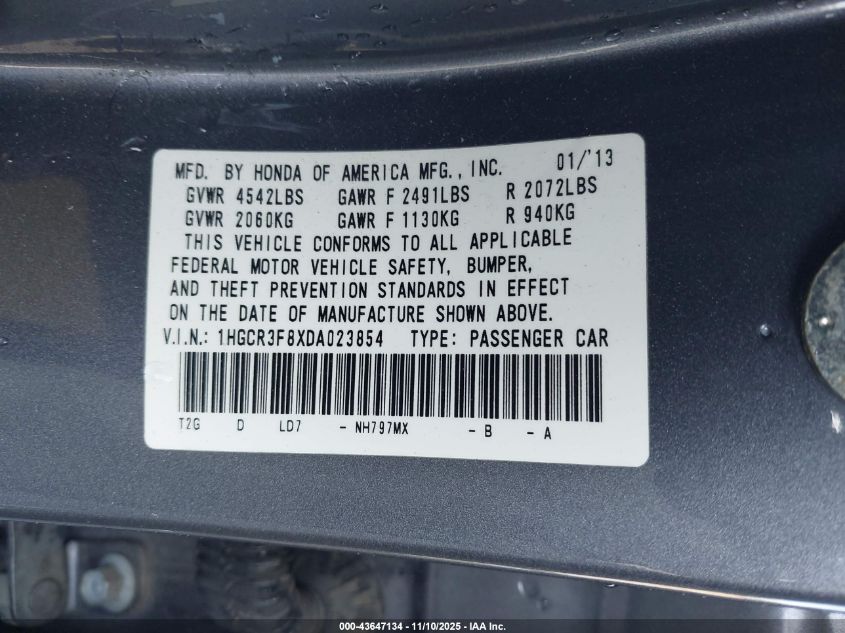 MFD. BY HONDA OF AMERICA MFG., INC. 01/'13
GVWR 4542LBS GAWR F 2491LBS R 2072LBS
GVWR 2060KG GAWR F 1130KG R 940KG
THIS VEHICLE CONFORMS TO ALL APPLICABLE
FEDERAL MOTOR VEHICLE SAFETY, BUMPER,
AND THEFT PREVENTION STANDARDS IN EFFECT
ON THE DATE OF MANUFACTURE SHOWN ABOVE.
V.I.N.: 1HGCR3F8XDA023854 TYPE: PASSENGER CAR
T2G D LD7 - NH797MX - B - A
000-43647134 - 11/10/2025 - IAA Inc.